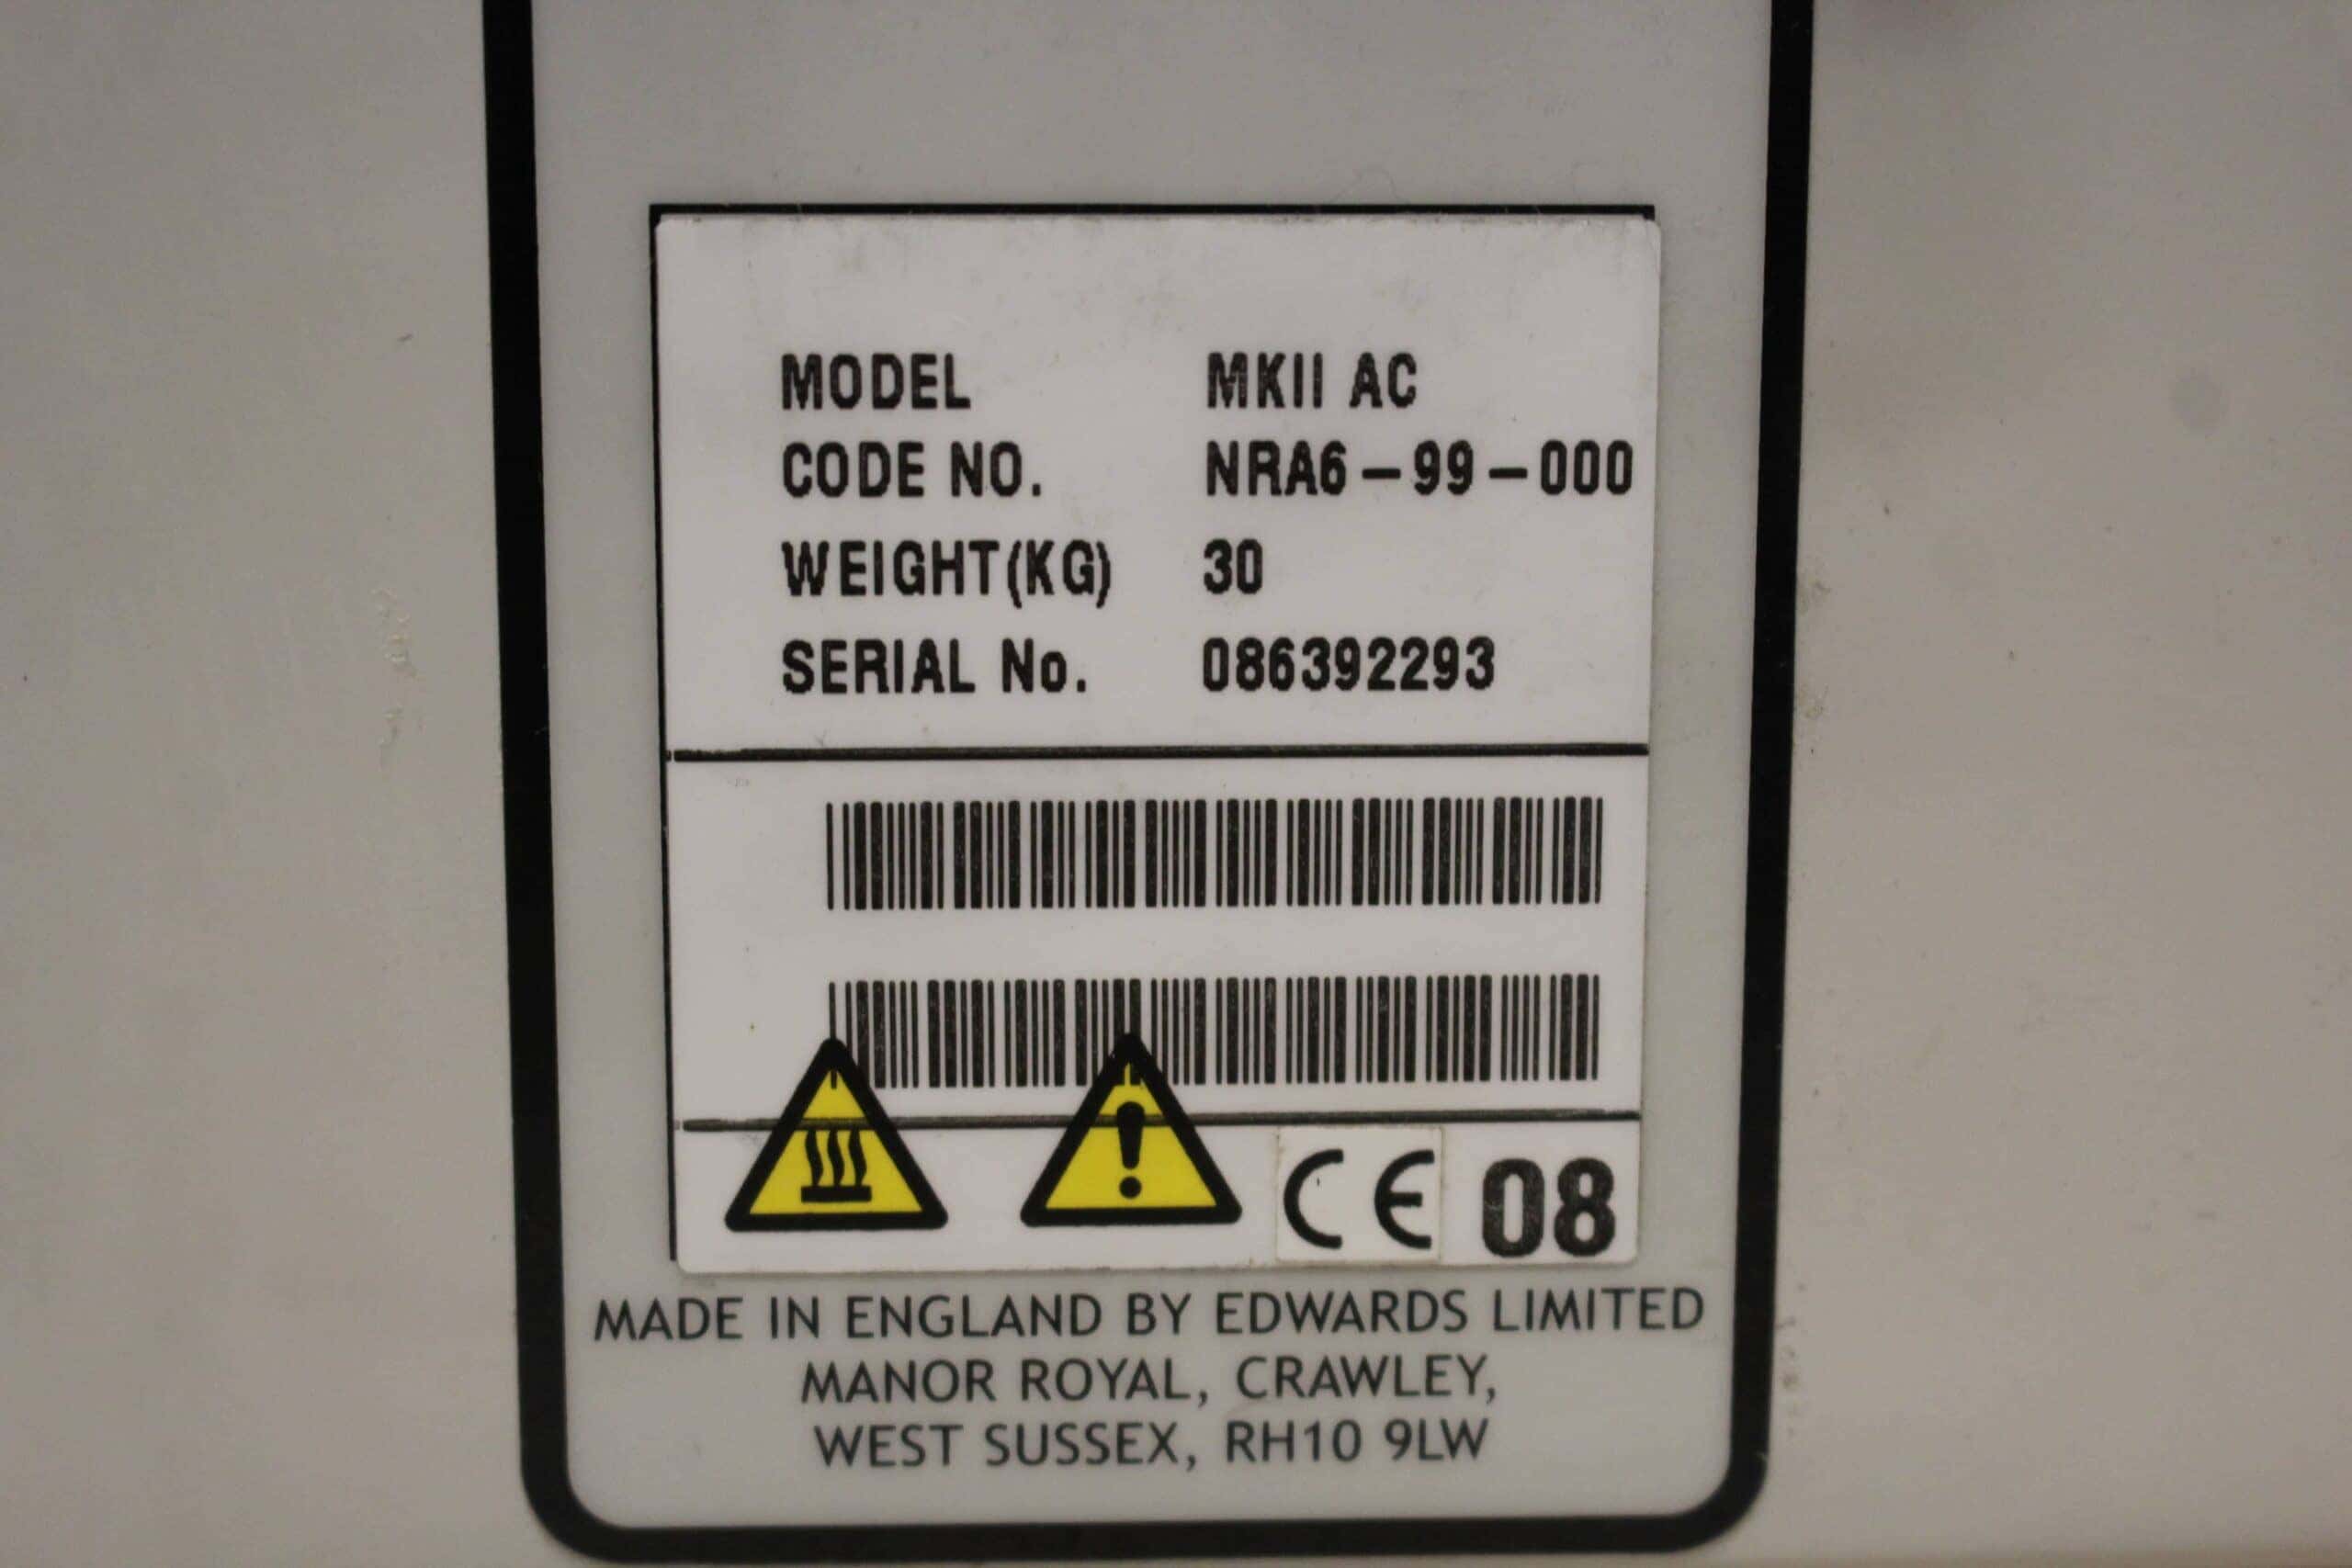 MODEL MKII AC
CODE NO. NRA6-99-000
WEIGHT(KG) 30
SERIAL No. 086392293
CE 08
MADE IN ENGLAND BY EDWARDS LIMITED
MANOR ROYAL, CRAWLEY,
WEST SUSSEX, RH10 9LW